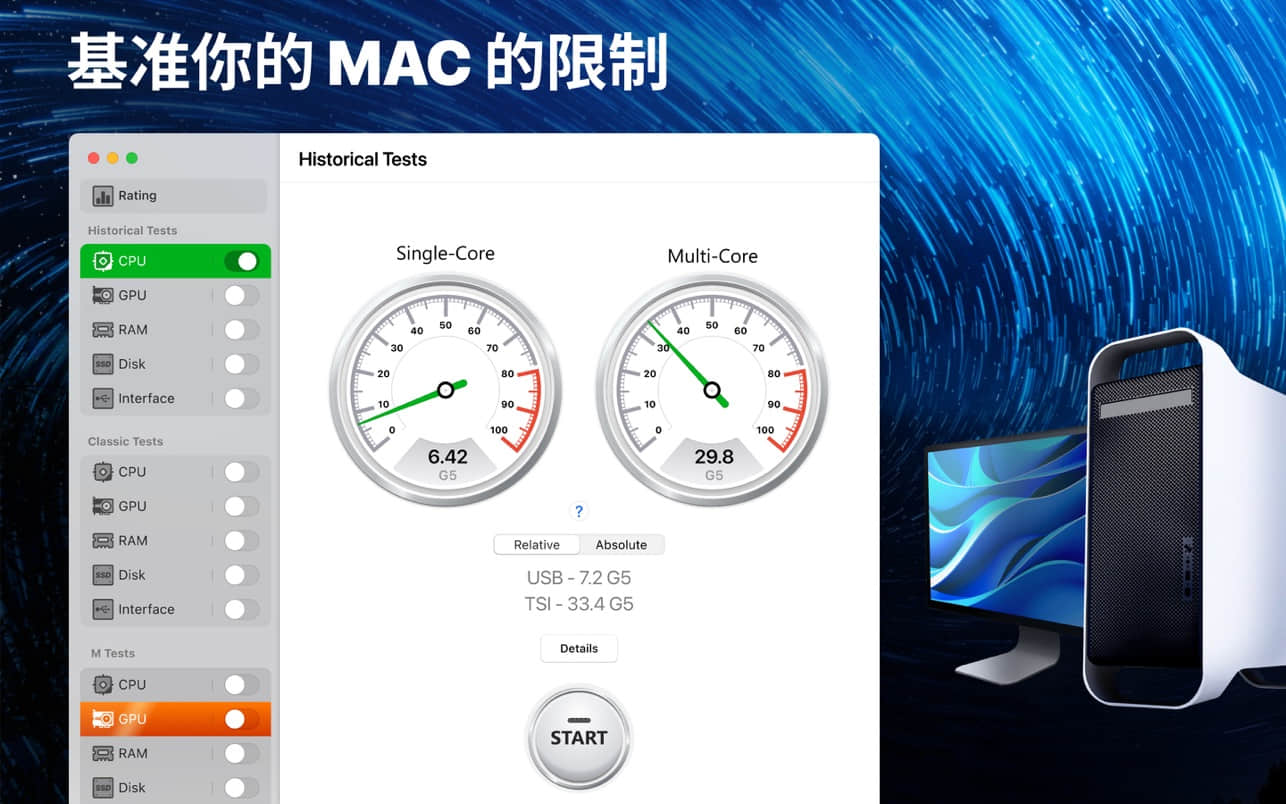 基准你的 MAC 的限制
Rating
Historical Tests
CPU
GPU
RAM
SSD Disk
Interface
Classic Tests
CPU
GPU
RAM
SSD Disk
Interface
M Tests
CPU
GPU
RAM
SSD Disk
Historical Tests
Single-Core
0 10 20 30 40 50 60 70 80 90 100
6.42
G5
Multi-Core
0 10 20 30 40 50 60 70 80 90 100
29.8
G5
?
Relative Absolute
USB - 7.2 G5
TSI - 33.4 G5
Details
START